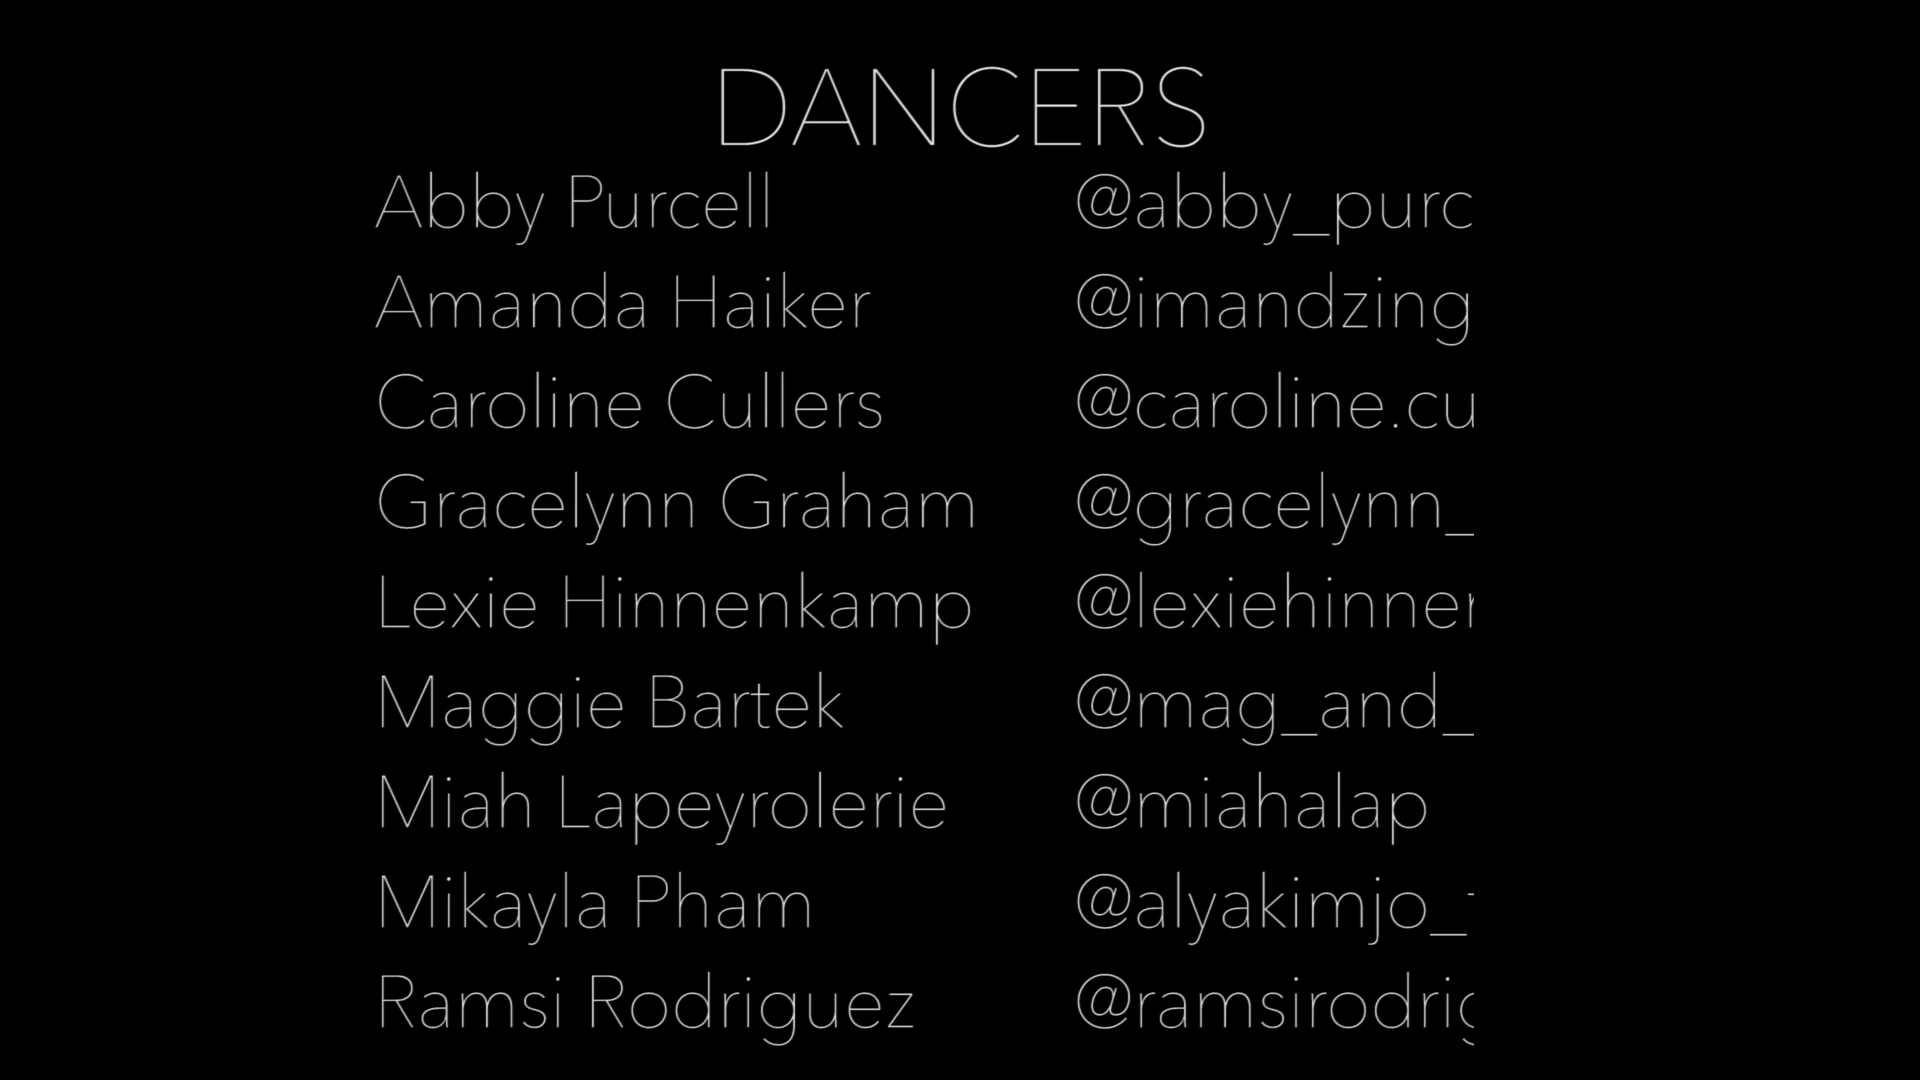 DANCERS
Abby Purcell @abby_purc
Amanda Haiker @imandzing
Caroline Cullers @caroline.cu
Gracelynn Graham @gracelynn_
Lexie Hinnenkamp @lexiehinner
Maggie Bartek @mag_and_
Miah Lapeyrolerie @miahalap
Mikayla Pham @alyakimjo_
Ramsi Rodriguez @ramsirodri